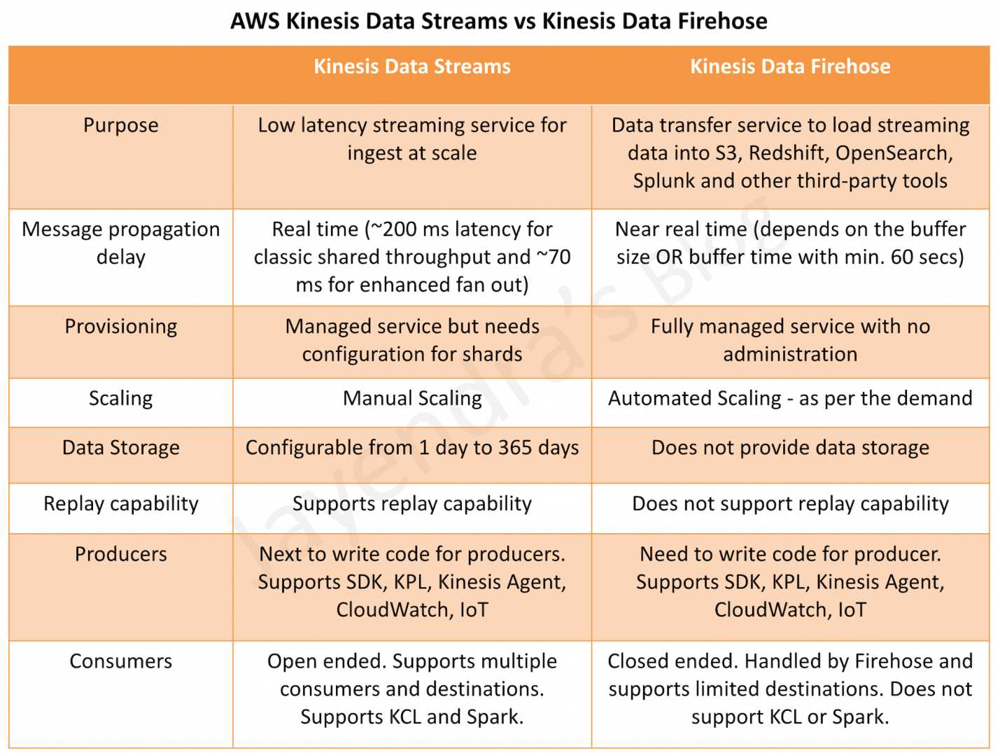 AWS Kinesis Data Streams vs Kinesis Data Firehose
Kinesis Data Streams
Kinesis Data Firehose
Purpose
Low latency streaming service for
ingest at scale
Data transfer service to load streaming
data into S3, Redshift, OpenSearch,
Splunk and other third-party tools
Message propagation
delay
Real time (~200 ms latency for
classic shared throughput and ~70
ms for enhanced fan out)
Near real time (depends on the buffer
size OR buffer time with min. 60 secs)
Provisioning
Managed service but needs
configuration for shards
Fully managed service with no
administration
Scaling
Manual Scaling
Automated Scaling - as per the demand
Data Storage
Configurable from 1 day to 365 days
Does not provide data storage
Replay capability
Supports replay capability
Does not support replay capability
Producers
Next to write code for producers.
Supports SDK, KPL, Kinesis Agent,
CloudWatch, IoT
Need to write code for producer.
Supports SDK, KPL, Kinesis Agent,
CloudWatch, IoT
Consumers
Open ended. Supports multiple
consumers and destinations.
Supports KCL and Spark.
Closed ended. Handled by Firehose and
supports limited destinations. Does not
support KCL or Spark.
Jayendra's Blog